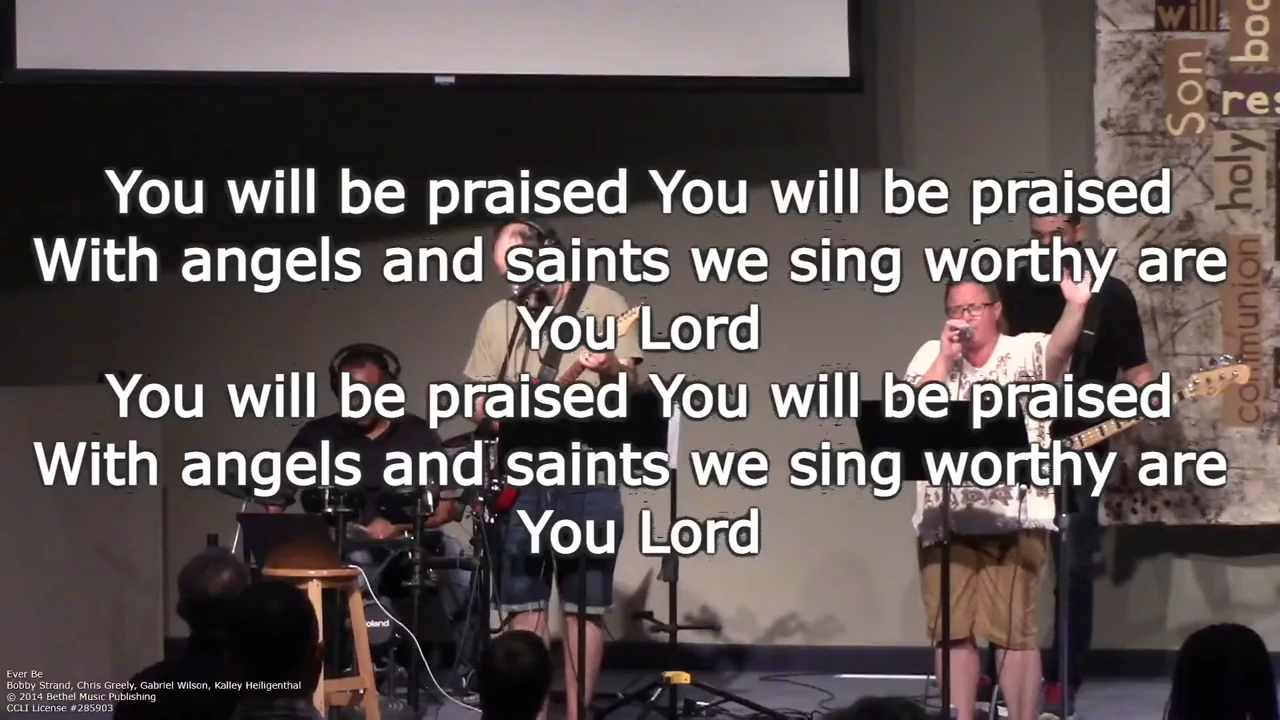 will
Son
boo
res
holy
communion
You will be praised You will be praised
With angels and saints we sing worthy are
You Lord
You will be praised You will be praised
With angels and saints we sing worthy are
You Lord
oland
Ever Be
Bobby Strand, Chris Greely, Gabriel Wilson, Kalley Heiligenthal
© 2014 Bethel Music Publishing
CCLI License #285903